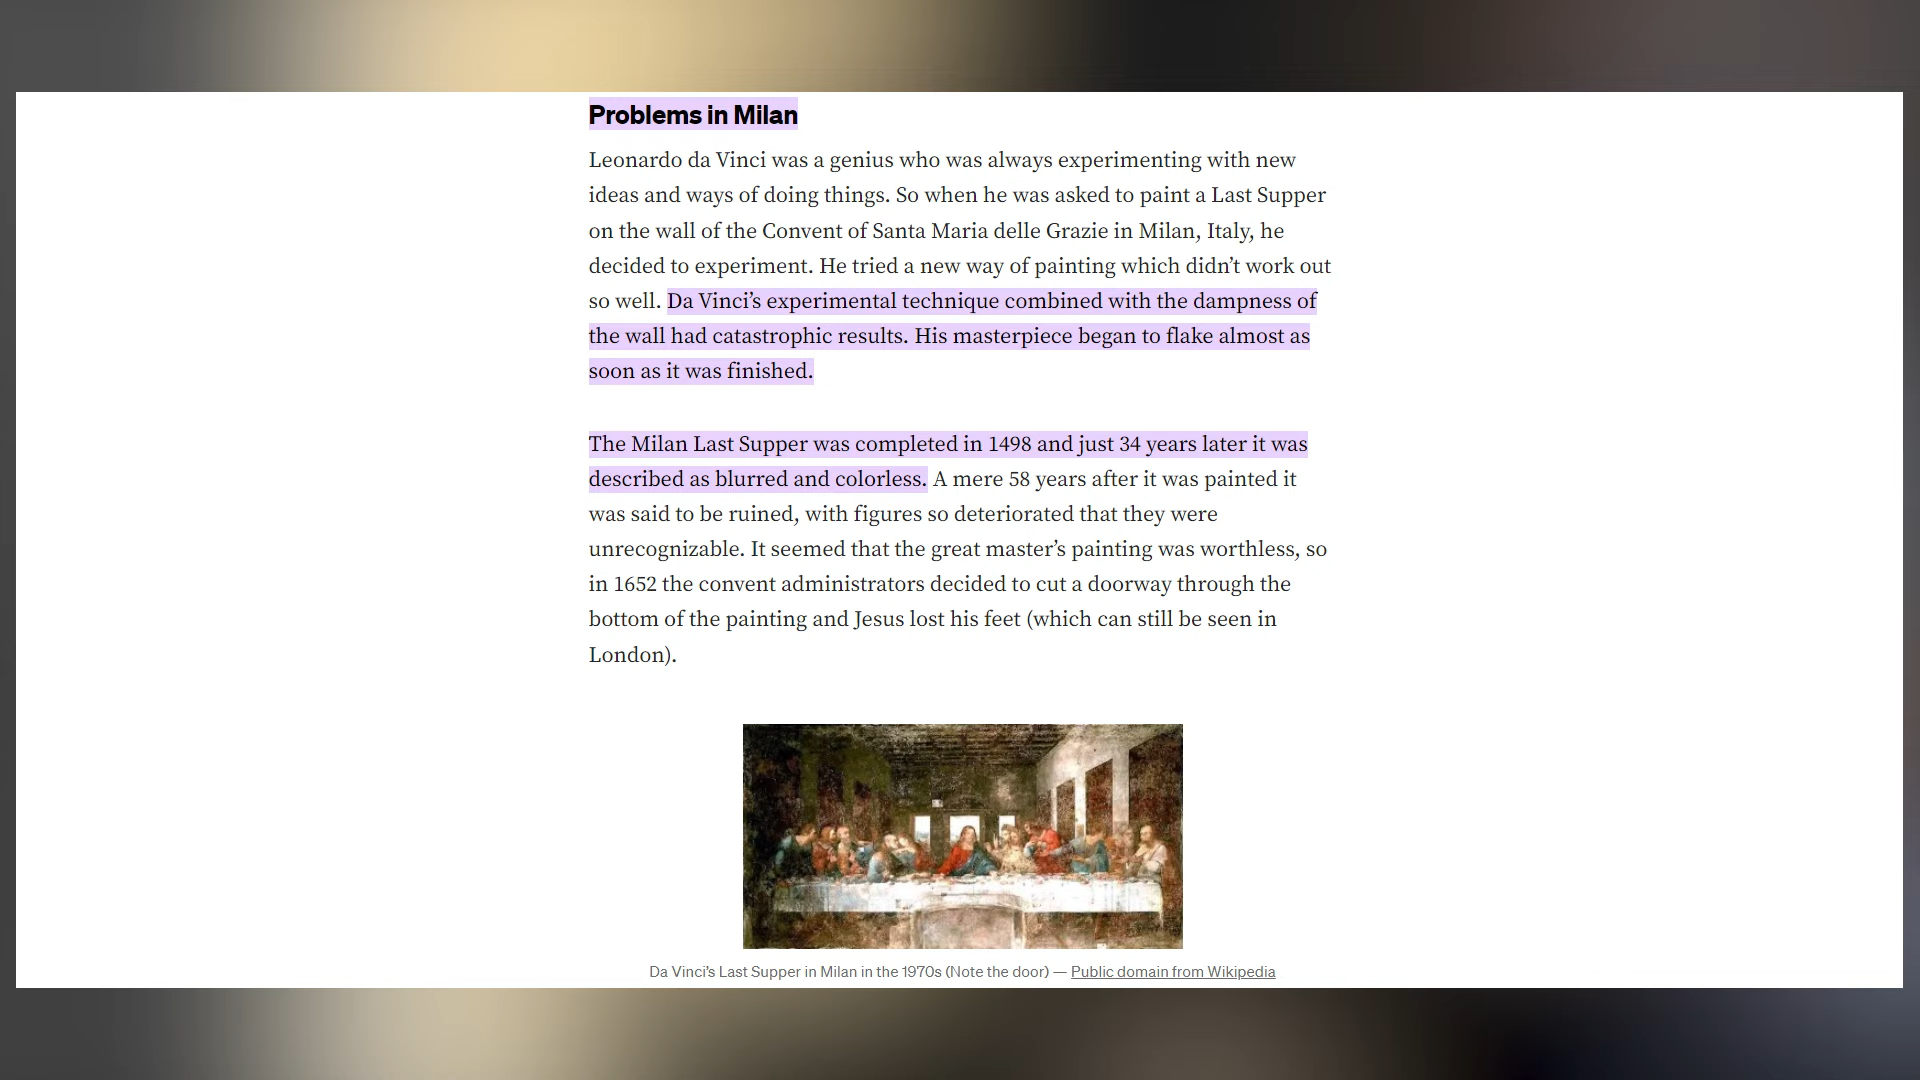 Problems in Milan
Leonardo da Vinci was a genius who was always experimenting with new
ideas and ways of doing things. So when he was asked to paint a Last Supper
on the wall of the Convent of Santa Maria delle Grazie in Milan, Italy, he
decided to experiment. He tried a new way of painting which didn’t work out
so well. Da Vinci’s experimental technique combined with the dampness of
the wall had catastrophic results. His masterpiece began to flake almost as
soon as it was finished.
The Milan Last Supper was completed in 1498 and just 34 years later it was
described as blurred and colorless. A mere 58 years after it was painted it
was said to be ruined, with figures so deteriorated that they were
unrecognizable. It seemed that the great master’s painting was worthless, so
in 1652 the convent administrators decided to cut a doorway through the
bottom of the painting and Jesus lost his feet (which can still be seen in
London).
Da Vinci’s Last Supper in Milan in the 1970s (Note the door) — Public domain from Wikipedia